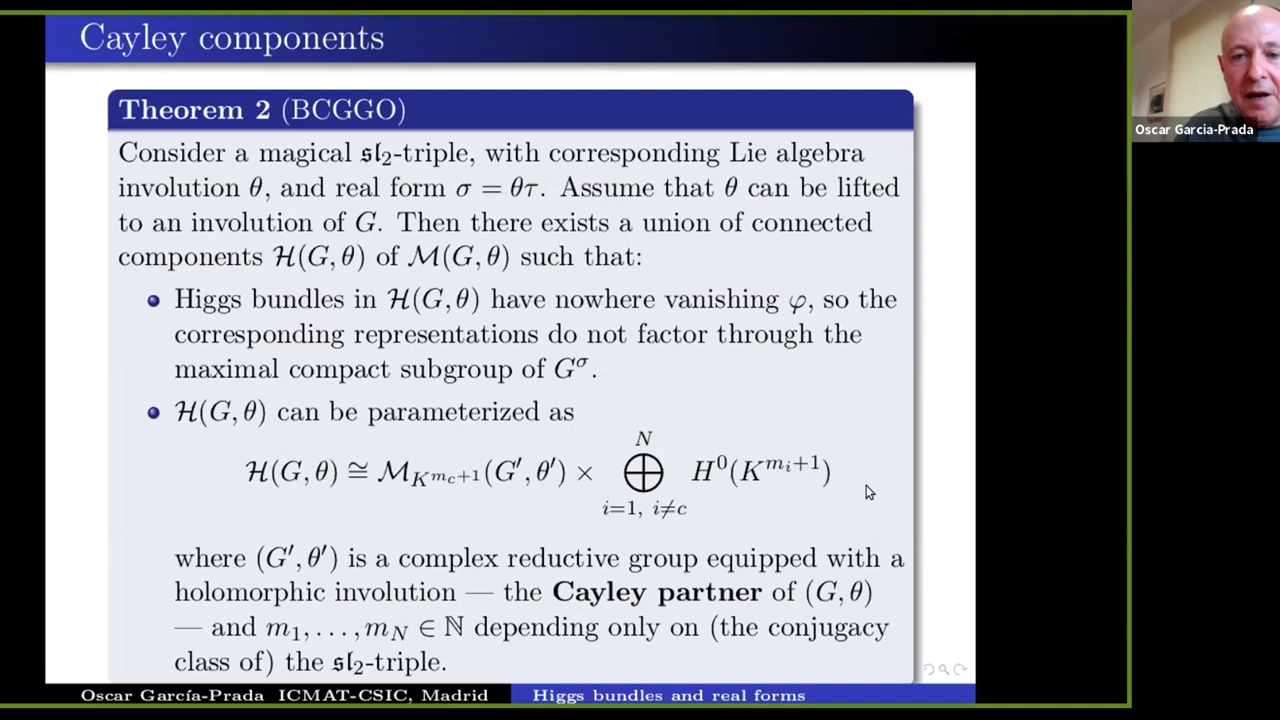 Cayley components
Theorem 2 (BCGGO)
Consider a magical 𝔰𝔩₂-triple, with corresponding Lie algebra
involution θ, and real form σ = θτ. Assume that θ can be lifted
to an involution of G. Then there exists a union of connected
components ℋ(G, θ) of ℳ(G, θ) such that:
Higgs bundles in ℋ(G, θ) have nowhere vanishing φ, so the
corresponding representations do not factor through the
maximal compact subgroup of G^σ.
ℋ(G, θ) can be parameterized as
ℋ(G, θ) ≅ ℳ_{K^{m_c+1}}(G′, θ′) × ⨁_{i=1, i≠c}^{N} H⁰(K^{m_i+1})
where (G′, θ′) is a complex reductive group equipped with a
holomorphic involution — the Cayley partner of (G, θ)
— and m₁, …, m_N ∈ ℕ depending only on (the conjugacy
class of) the 𝔰𝔩₂-triple.
Oscar García-Prada ICMAT-CSIC, Madrid Higgs bundles and real forms
Oscar Garcia-Prada